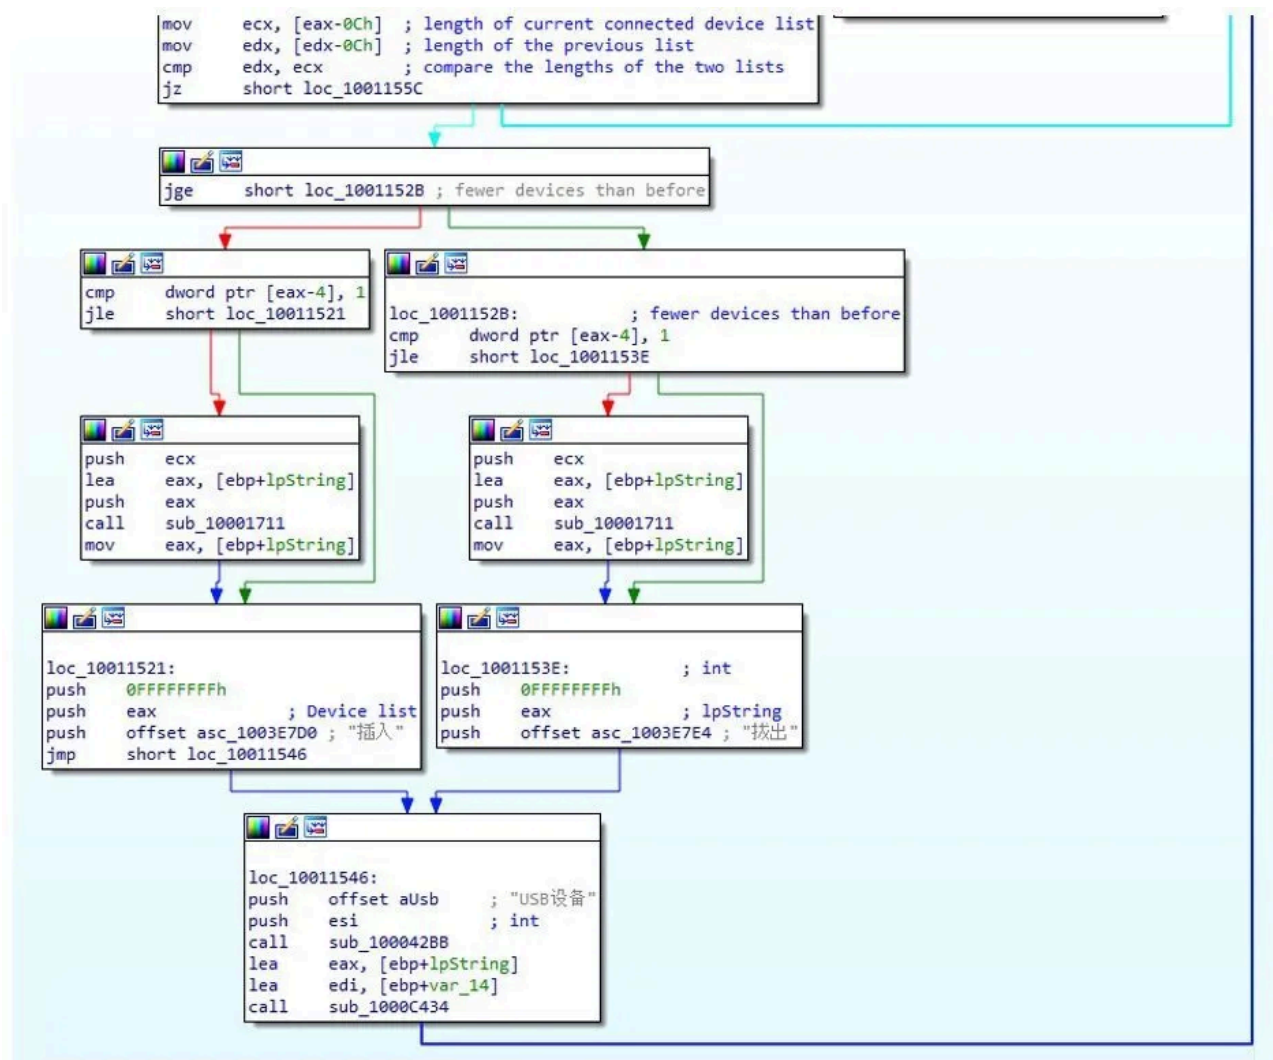 mov ecx, [eax-0Ch] ; length of current connected device list
mov edx, [edx-0Ch] ; length of the previous list
cmp edx, ecx ; compare the lengths of the two lists
jz short loc_1001155C
jge short loc_1001152B ; fewer devices than before
cmp dword ptr [eax-4], 1
jle short loc_10011521
loc_1001152B: ; fewer devices than before
cmp dword ptr [eax-4], 1
jle short loc_1001153E
push ecx
lea eax, [ebp+lpString]
push eax
call sub_10001711
mov eax, [ebp+lpString]
push ecx
lea eax, [ebp+lpString]
push eax
call sub_10001711
mov eax, [ebp+lpString]
loc_10011521:
push 0FFFFFFFFh
push eax ; Device list
push offset asc_1003E7D0 ; "插入"
jmp short loc_10011546
loc_1001153E: ; int
push 0FFFFFFFFh
push eax ; lpString
push offset asc_1003E7E4 ; "拔出"
loc_10011546:
push offset aUsb ; "USB设备"
push esi ; int
call sub_100042BB
lea eax, [ebp+lpString]
lea edi, [ebp+var_14]
call sub_1000C434